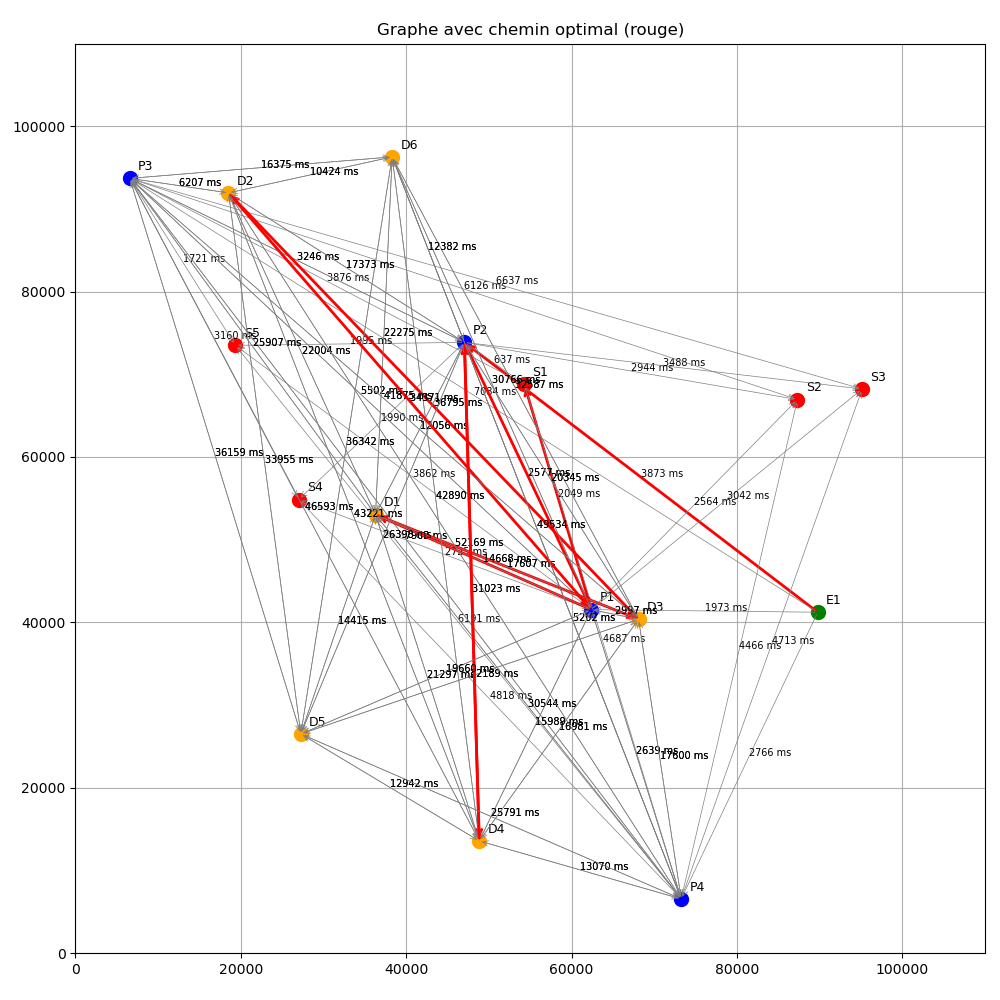 Graphe avec chemin optimal (rouge)
100000
80000
60000
40000
20000
0
0
20000
40000
60000
80000
100000
P3
D6
D2
P2
S5
S1
S2
S3
S4
D1
P1
D3
E1
D5
D4
P4
16375 ms
10424 ms
6207 ms
12382 ms
1721 ms
3246 ms
17373 ms
3876 ms
6637 ms
6126 ms
3160 ms
25907 ms
22004 ms
22275 ms
1995 ms
637 ms
3488 ms
2944 ms
30766 ms
5502 ms
36795 ms
12056 ms
1990 ms
36342 ms
36159 ms
33955 ms
3862 ms
2577 ms
20345 ms
2049 ms
3873 ms
42890 ms
3042 ms
2564 ms
46593 ms
43221 ms
49534 ms
52169 ms
14668 ms
17607 ms
31023 ms
14415 ms
5202 ms
2997 ms
1973 ms
4687 ms
4466 ms
4713 ms
19660 ms
21297 ms
4818 ms
30544 ms
15989 ms
16981 ms
2639 ms
17800 ms
2766 ms
12942 ms
25791 ms
13070 ms